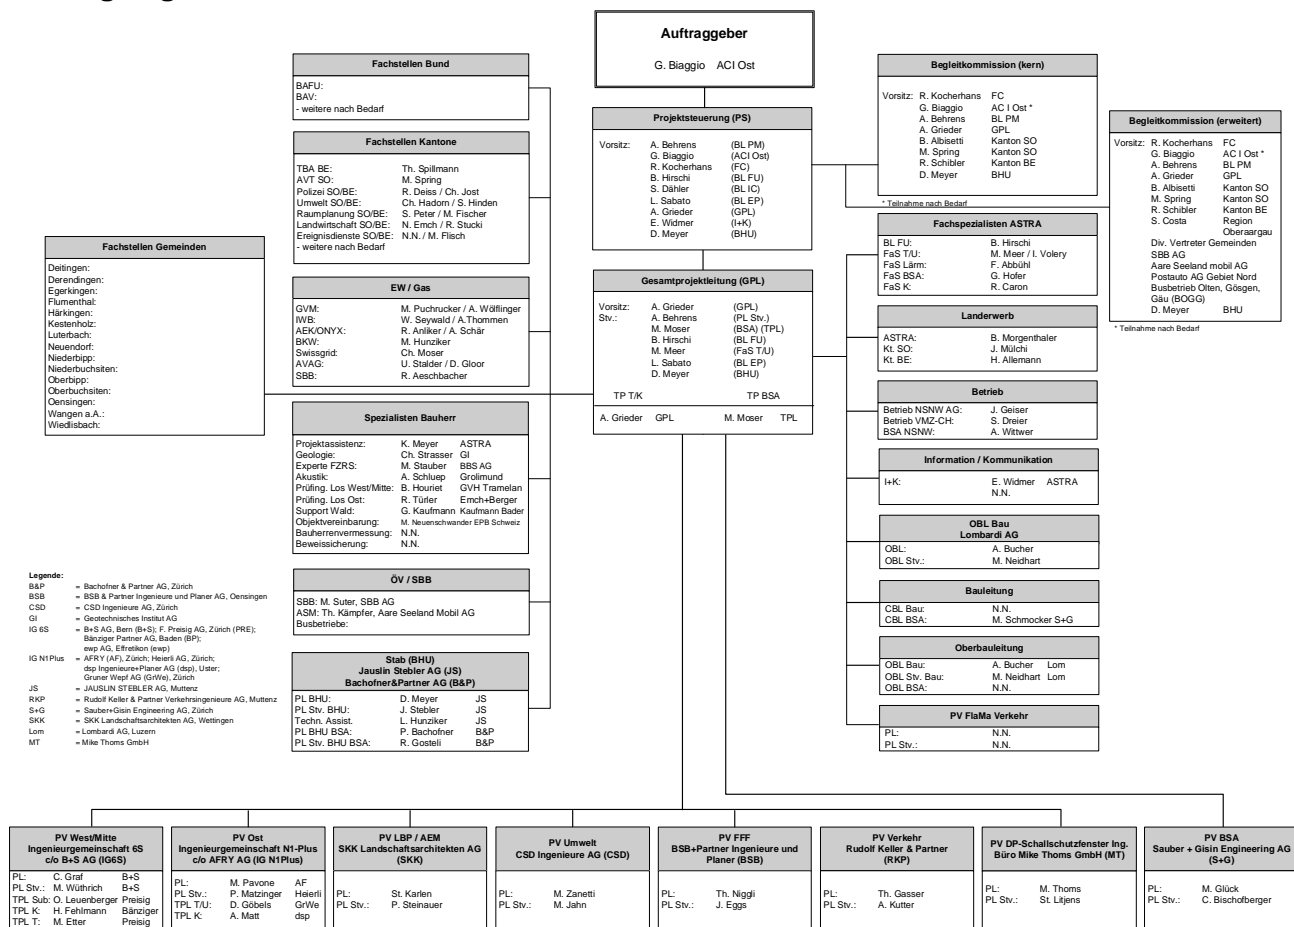 Auftraggeber
G. Biaggio ACI Ost
Fachstellen Bund
BAFU:
BAV:
- weitere nach Bedarf
Fachstellen Kantone
TBA BE: Th. Spillmann
AVT SO: M. Spring
Polizei SO/BE: R. Deiss / Ch. Jost
Umwelt SO/BE: Ch. Hadorn / S. Hinden
Raumplanung SO/BE: S. Peter / M. Fischer
Landwirtschaft SO/BE: N. Emch / R. Stucki
Ereignisdienste SO/BE: N.N. / M. Flisch
- weitere nach Bedarf
Fachstellen Gemeinden
Deitingen:
Derendingen:
Egerkingen:
Flumenthal:
Härkingen:
Kestenholz:
Luterbach:
Neuendorf:
Niederbipp:
Niederbuchsiten:
Oberbipp:
Oberbuchsiten:
Oensingen:
Wangen a.A.:
Wiedlisbach:
EW / Gas
GVM: M. Puchrucker / A. Wölflinger
IWB: W. Seywald / A.Thommen
AEK/ONYX: R. Anliker / A. Schär
BKW: M. Hunziker
Swissgrid: Ch. Moser
AVAG: U. Stalder / D. Gloor
SBB: R. Aeschbacher
Spezialisten Bauherr
Projektassistenz: K. Meyer ASTRA
Geologie: Ch. Strasser GI
Experte FZRS: M. Stauber BBS AG
Akustik: A. Schluep Grolimund
Prüfing. Los West/Mitte: B. Houriet GVH Tramelan
Prüfing. Los Ost: R. Türler Emch+Berger
Support Wald: G. Kaufmann Kaufmann Bader
Objektvereinbarung: M. Neuenschwander EPB Schweiz
Bauherrenvermessung: N.N.
Beweissicherung: N.N.
ÖV / SBB
SBB: M. Suter, SBB AG
ASM: Th. Kämpfer, Aare Seeland Mobil AG
Busbetriebe:
Stab (BHU)
Jauslin Stebler AG (JS)
Bachofner&Partner AG (B&P)
PL BHU: D. Meyer JS
PL Stv. BHU: J. Stebler JS
Techn. Assist. L. Hunziker JS
PL BHU BSA: P. Bachofner B&P
PL Stv. BHU BSA: R. Gosteli B&P
Projektsteuerung (PS)
Vorsitz: A. Behrens (BL PM)
G. Biaggio (ACI Ost)
R. Kocherhans (FC)
B. Hirschi (BL FU)
S. Dähler (BL IC)
L. Sabato (BL EP)
A. Grieder (GPL)
E. Widmer (I+K)
D. Meyer (BHU)
Gesamtprojektleitung (GPL)
Vorsitz: A. Grieder (GPL)
Stv.: A. Behrens (PL Stv.)
M. Moser (BSA) (TPL)
B. Hirschi (BL FU)
M. Meer (FaS T/U)
L. Sabato (BL EP)
D. Meyer (BHU)
TP T/K TP BSA
A. Grieder GPL M. Moser TPL
Begleitkommission (kern)
Vorsitz: R. Kocherhans FC
G. Biaggio AC I Ost *
A. Behrens BL PM
A. Grieder GPL
B. Albisetti Kanton SO
M. Spring Kanton SO
R. Schibler Kanton BE
D. Meyer BHU
* Teilnahme nach Bedarf
Begleitkommission (erweitert)
Vorsitz: R. Kocherhans FC
G. Biaggio AC I Ost *
A. Behrens BL PM
A. Grieder GPL
B. Albisetti Kanton SO
M. Spring Kanton SO
R. Schibler Kanton BE
S. Costa Region
Oberaargau
Div. Vertreter Gemeinden
SBB AG
Aare Seeland mobil AG
Postauto AG Gebiet Nord
Busbetrieb Olten, Gösgen,
Gäu (BOGG)
D. Meyer BHU
* Teilnahme nach Bedarf
Fachspezialisten ASTRA
BL FU: B. Hirschi
FaS T/U: M. Meer / I. Volery
FaS Lärm: F. Abbühl
FaS BSA: G. Hofer
FaS K: R. Caron
Landerwerb
ASTRA: B. Morgenthaler
Kt. SO: J. Mülchi
Kt. BE: H. Allemann
Betrieb
Betrieb NSNW AG: J. Geiser
Betrieb VMZ-CH: S. Dreier
BSA NSNW: A. Wittwer
Information / Kommunikation
I+K: E. Widmer ASTRA
N.N.
OBL Bau
Lombardi AG
OBL: A. Bucher
OBL Stv.: M. Neidhart
Bauleitung
CBL Bau: N.N.
CBL BSA: M. Schmocker S+G
Oberbauleitung
OBL Bau: A. Bucher Lom
OBL Stv. Bau: M. Neidhart Lom
OBL BSA: N.N.
PV FlaMa Verkehr
PL: N.N.
PL Stv.: N.N.
Legende:
B&P = Bachofner & Partner AG, Zürich
BSB = BSB & Partner Ingenieure und Planer AG, Oensingen
CSD = CSD Ingenieure AG, Zürich
GI = Geotechnisches Institut AG
IG 6S = B+S AG, Bern (B+S); F. Preisig AG, Zürich (PRE);
Bänziger Partner AG, Baden (BP);
ewp AG, Effretikon (ewp)
IG N1Plus = AFRY (AF), Zürich; Heierli AG, Zürich;
dsp Ingenieure+Planer AG (dsp), Uster;
Gruner Wepf AG (GrWe), Zürich
JS = JAUSLIN STEBLER AG, Muttenz
RKP = Rudolf Keller & Partner Verkehrsingenieure AG, Muttenz
S+G = Sauber+Gisin Engineering AG, Zürich
SKK = SKK Landschaftsarchitekten AG, Wettingen
Lom = Lombardi AG, Luzern
MT = Mike Thoms GmbH
PV West/Mitte
Ingenieurgemeinschaft 6S
c/o B+S AG (IG6S)
PL: C. Graf B+S
PL Stv.: M. Wüthrich B+S
TPL Sub: O. Leuenberger Preisig
TPL K: H. Fehlmann Bänziger
TPL T: M. Etter Preisig
PV Ost
Ingenieurgemeinschaft N1-Plus
c/o AFRY AG (IG N1Plus)
PL: M. Pavone AF
PL Stv.: P. Matzinger Heierli
TPL T/U: D. Göbels GrWe
TPL K: A. Matt dsp
PV LBP / AEM
SKK Landschaftsarchitekten AG
(SKK)
PL: St. Karlen
PL Stv.: P. Steinauer
PV Umwelt
CSD Ingenieure AG (CSD)
PL: M. Zanetti
PL Stv.: M. Jahn
PV FFF
BSB+Partner Ingenieure und
Planer (BSB)
PL: Th. Niggli
PL Stv.: J. Eggs
PV Verkehr
Rudolf Keller & Partner
(RKP)
PL: Th. Gasser
PL Stv.: A. Kutter
PV DP-Schallschutzfenster Ing.
Büro Mike Thoms GmbH (MT)
PL: M. Thoms
PL Stv.: St. Litjens
PV BSA
Sauber + Gisin Engineering AG
(S+G)
PL: M. Glück
PL Stv.: C. Bischofberger